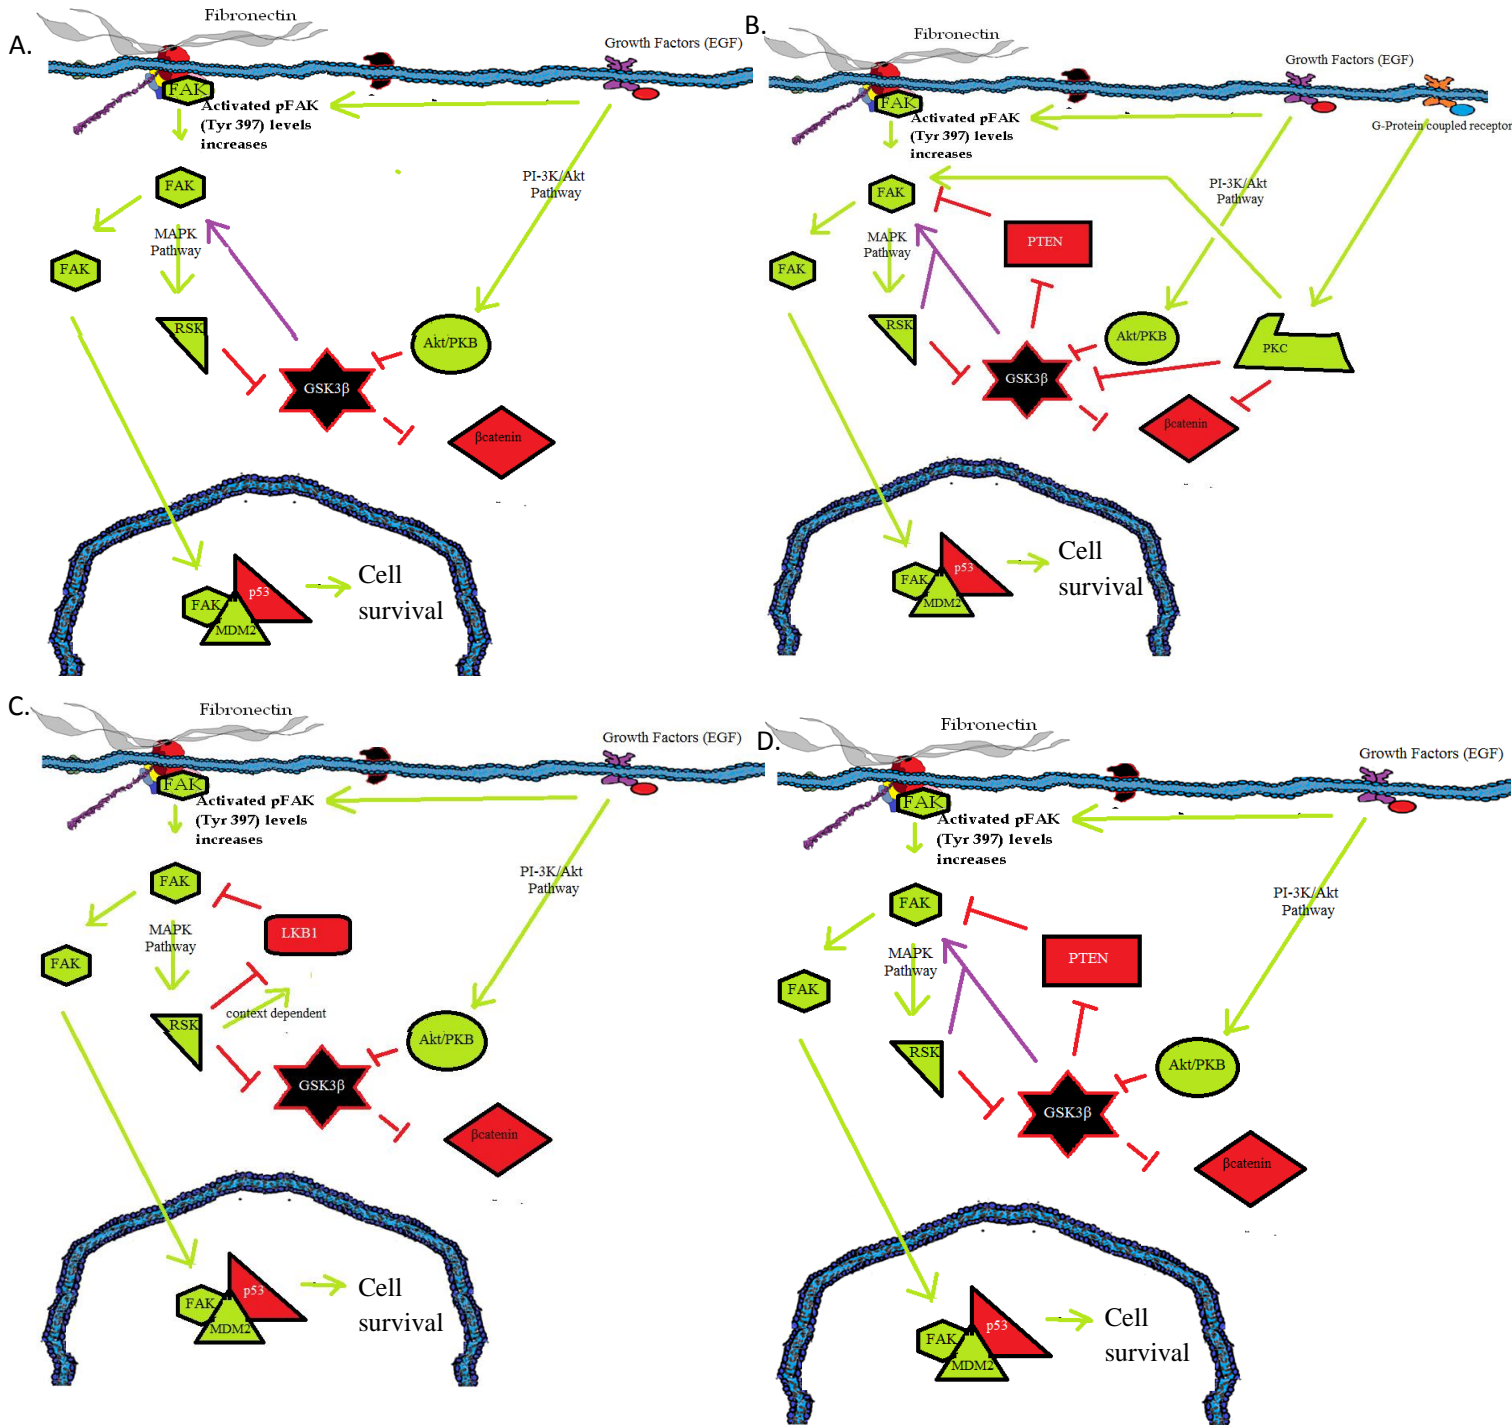 A.
Fibronectin
Growth Factors (EGF)
FAK
Activated pFAK
(Tyr 397) levels
increases
FAK
PI-3K/Akt
Pathway
MAPK
Pathway
FAK
RSK
Akt/PKB
GSK3β
βcatenin
p53
FAK
MDM2
Cell
survival
B.
Fibronectin
Growth Factors (EGF)
FAK
Activated pFAK
(Tyr 397) levels
increases
G-Protein coupled receptor
FAK
PI-3K/Akt
Pathway
MAPK
Pathway
PTEN
FAK
RSK
Akt/PKB
PKC
GSK3β
βcatenin
p53
FAK
MDM2
Cell
survival
C.
Fibronectin
Growth Factors (EGF)
FAK
Activated pFAK
(Tyr 397) levels
increases
FAK
PI-3K/Akt
Pathway
MAPK
Pathway
LKB1
FAK
context dependent
RSK
Akt/PKB
GSK3β
βcatenin
p53
FAK
MDM2
Cell
survival
D.
Fibronectin
Growth Factors (EGF)
FAK
Activated pFAK
(Tyr 397) levels
increases
FAK
PI-3K/Akt
Pathway
MAPK
Pathway
PTEN
FAK
RSK
Akt/PKB
GSK3β
βcatenin
p53
FAK
MDM2
Cell
survival